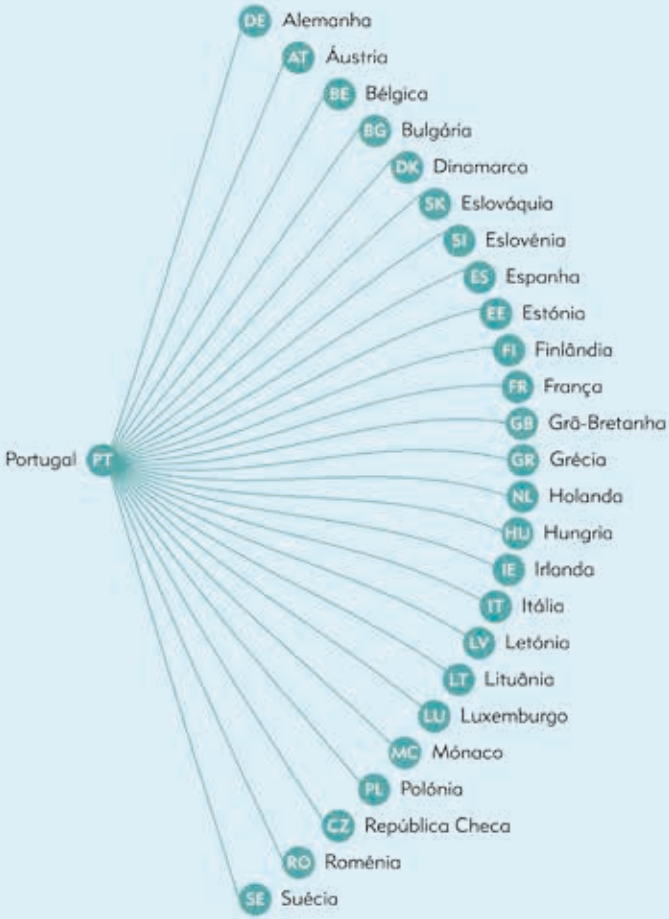 DE Alemanha
AT Áustria
BE Bélgica
BG Bulgária
DK Dinamarca
SK Eslováquia
SI Eslovénia
ES Espanha
EE Estónia
FI Finlândia
FR França
GB Grã-Bretanha
Portugal PT
GR Grécia
NL Holanda
HU Hungria
IE Irlanda
IT Itália
LV Letónia
LT Lituânia
LU Luxemburgo
MC Mónaco
PL Polónia
CZ República Checa
RO Roménia
SE Suécia